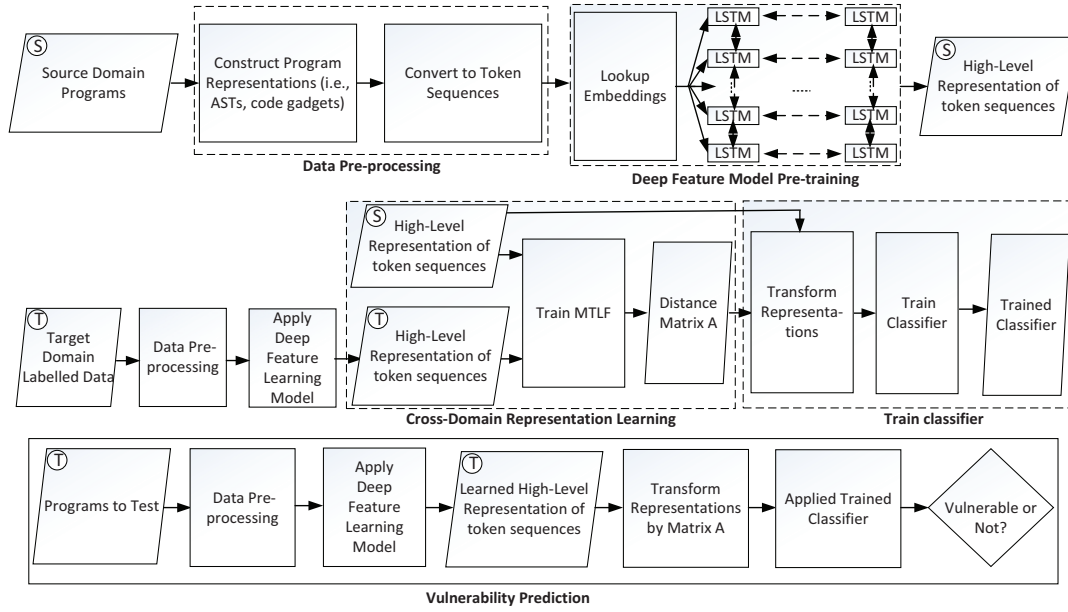 S
Source Domain
Programs
Construct Program
Representations (i.e.,
ASTs, code gadgets)
Convert to Token
Sequences
Data Pre-processing
Lookup
Embeddings
LSTM
LSTM
LSTM
LSTM
......
LSTM
LSTM
LSTM
LSTM
Deep Feature Model Pre-training
S
High-Level
Representation of
token sequences
T
Target
Domain
Labelled Data
Data Pre-
processing
Apply
Deep
Feature
Learning
Model
S
High-Level
Representation of
token sequences
T
High-Level
Representation of
token sequences
Train MTLF
Distance
Matrix A
Cross-Domain Representation Learning
Transform
Representa-
tions
Train
Classifier
Trained
Classifier
Train classifier
T
Programs to Test
Data Pre-
processing
Apply
Deep
Feature
Learning
Model
T
Learned High-Level
Representation of
token sequences
Transform
Representations
by Matrix A
Applied Trained
Classifier
Vulnerable or
Not?
Vulnerability Prediction